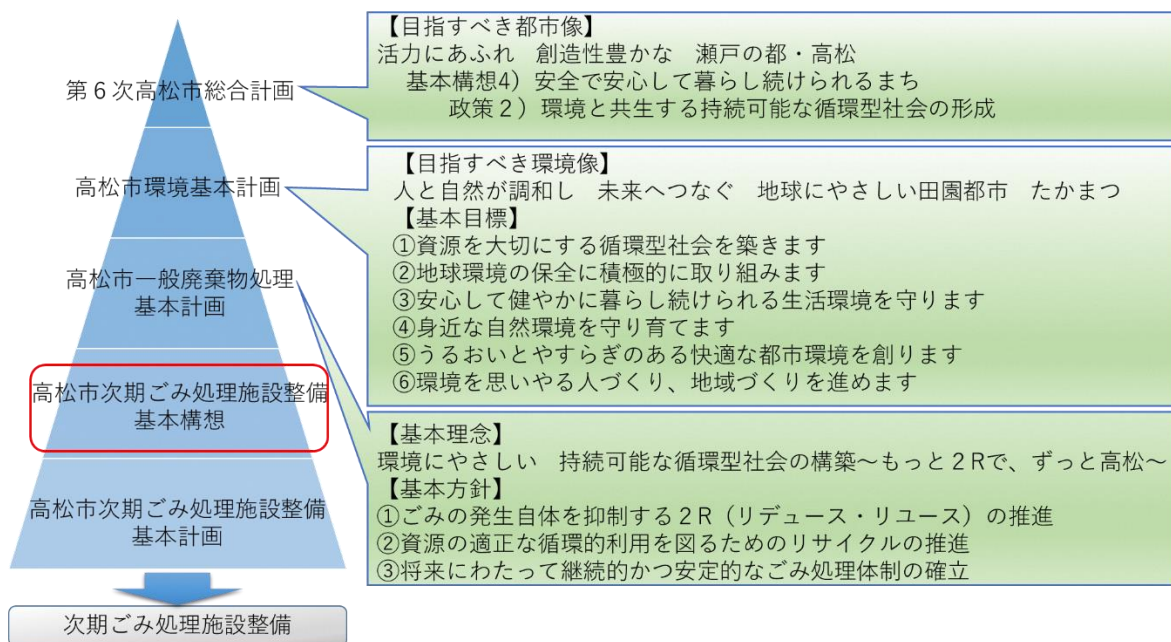 第６次高松市総合計画
高松市環境基本計画
高松市一般廃棄物処理
基本計画
高松市次期ごみ処理施設整備
基本構想
高松市次期ごみ処理施設整備
基本計画
次期ごみ処理施設整備
【目指すべき都市像】
活力にあふれ　創造性豊かな　瀬戸の都・高松
基本構想4）安全で安心して暮らし続けられるまち
政策２）環境と共生する持続可能な循環型社会の形成
【目指すべき環境像】
人と自然が調和し　未来へつなぐ　地球にやさしい田園都市　たかまつ
【基本目標】
①資源を大切にする循環型社会を築きます
②地球環境の保全に積極的に取り組みます
③安心して健やかに暮らし続けられる生活環境を守ります
④身近な自然環境を守り育てます
⑤うるおいとやすらぎのある快適な都市環境を創ります
⑥環境を思いやる人づくり、地域づくりを進めます
【基本理念】
環境にやさしい　持続可能な循環型社会の構築～もっと２Rで、ずっと高松～
【基本方針】
①ごみの発生自体を抑制する２R（リデュース・リユース）の推進
②資源の適正な循環的利用を図るためのリサイクルの推進
③将来にわたって継続的かつ安定的なごみ処理体制の確立